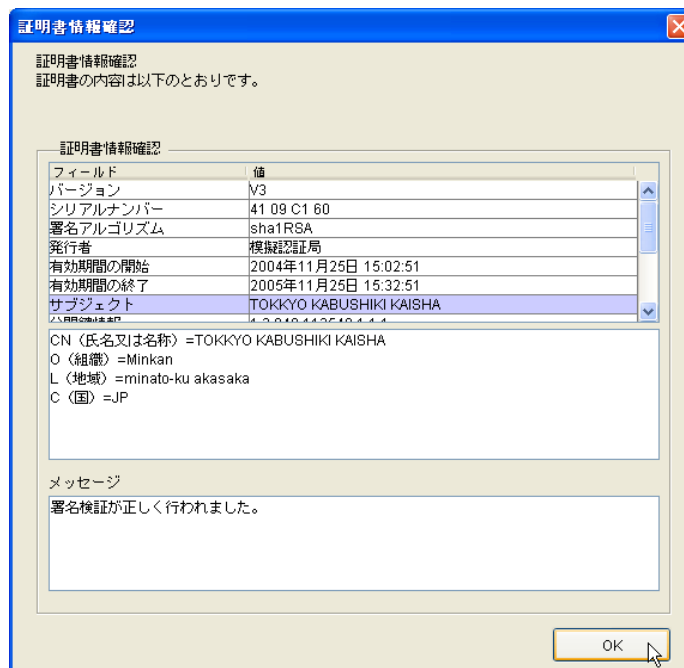 証明書情報確認
証明書情報確認
証明書の内容は以下のとおりです。
証明書情報確認
フィールド 値
バージョン V3
シリアルナンバー 41 09 C1 60
署名アルゴリズム sha1RSA
発行者 模擬認証局
有効期間の開始 2004年11月25日 15:02:51
有効期間の終了 2005年11月25日 15:32:51
サブジェクト TOKKYO KABUSHIKI KAISHA
CN（氏名又は名称）=TOKKYO KABUSHIKI KAISHA
O（組織）=Minkan
L（地域）=minato-ku akasaka
C（国）=JP
メッセージ
署名検証が正しく行われました。
OK